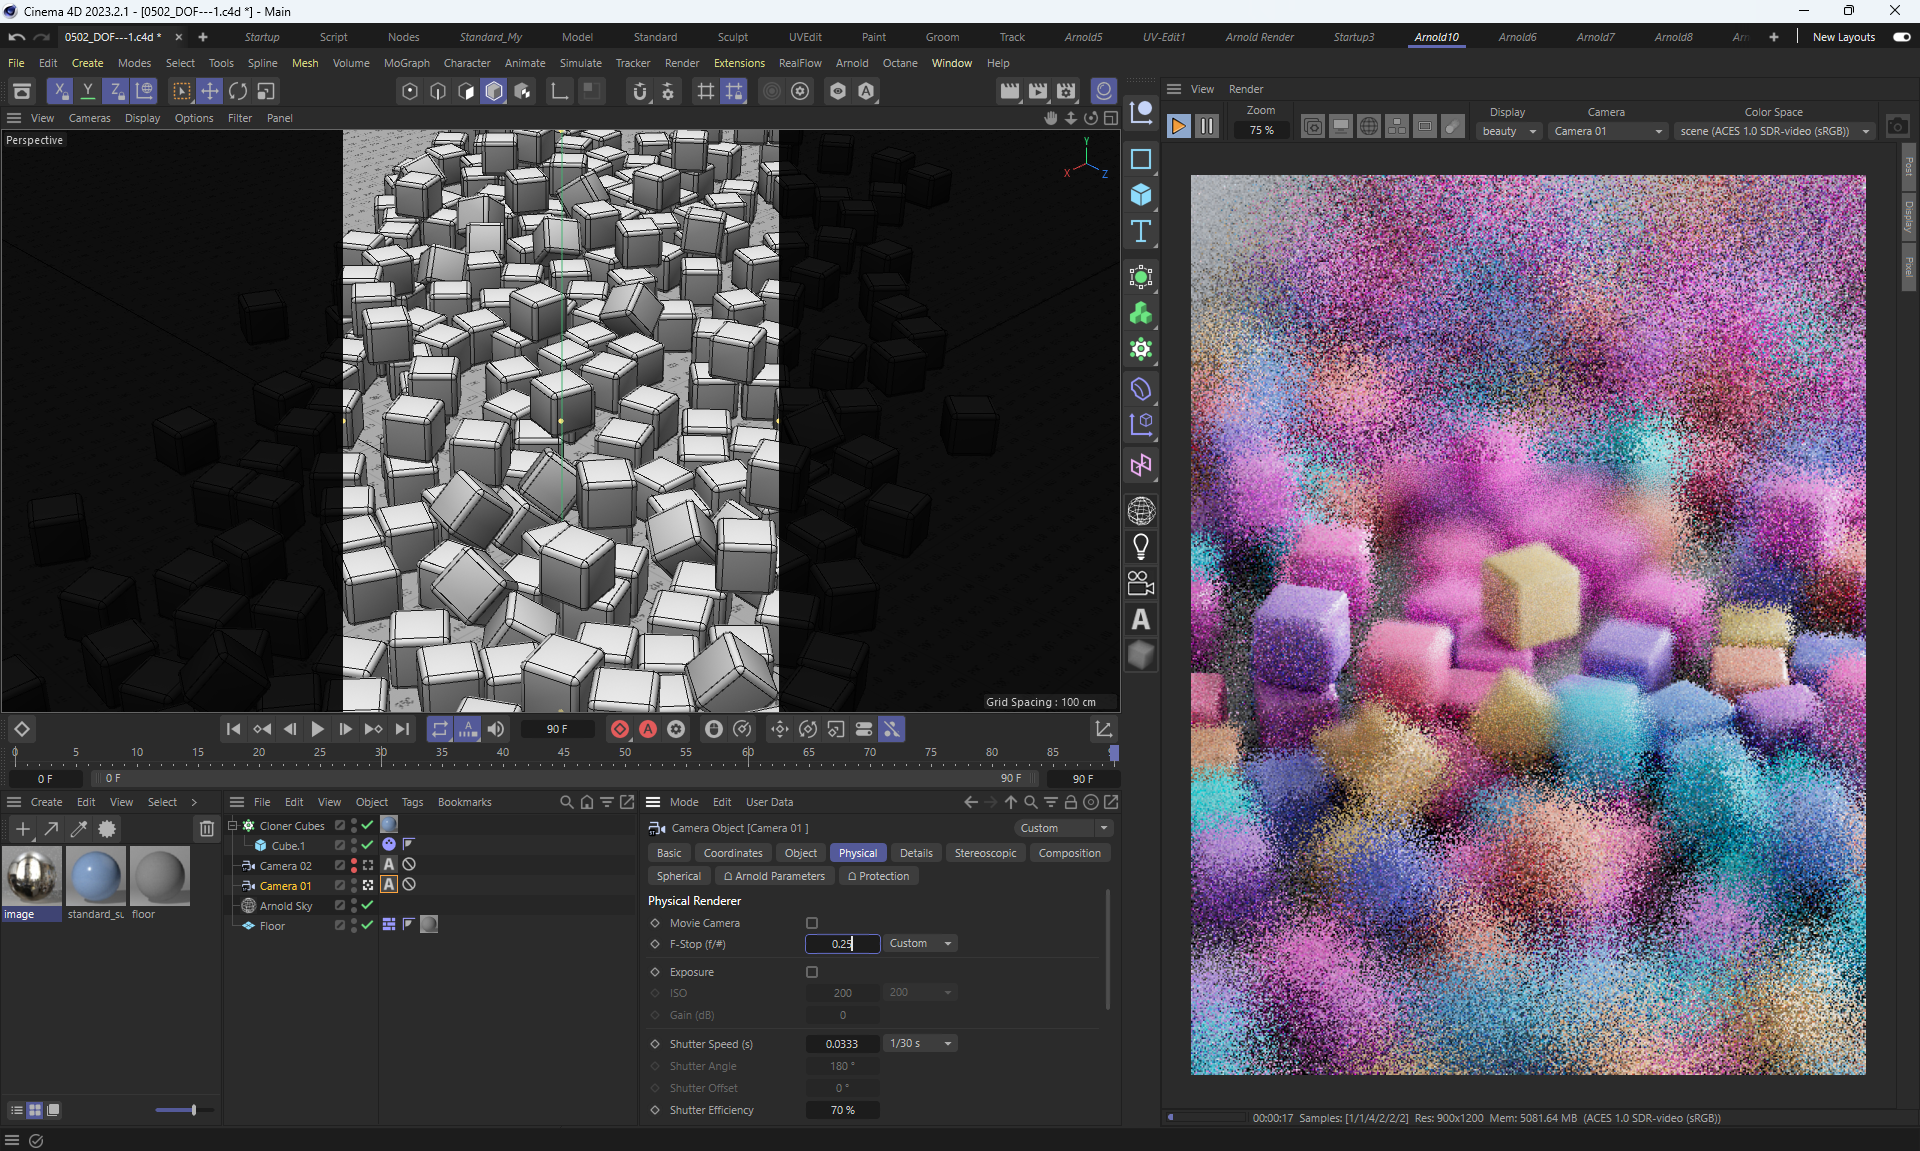 Cinema 4D 2023.2.1 - [0502_DOF---1.c4d *] - Main
0502_DOF---1.c4d *
Startup Script Nodes Standard_My Model Standard Sculpt UVEdit Paint Groom Track Arnold5 UV-Edit1 Arnold Render Startup3 Arnold10 Arnold6 Arnold7 Arnold8 Arn New Layouts
File Edit Create Modes Select Tools Spline Mesh Volume MoGraph Character Animate Simulate Tracker Render Extensions RealFlow Arnold Octane Window Help
X Y Z
View Render
View Cameras Display Options Filter Panel
Zoom Display Camera Color Space
75 % beauty Camera 01 scene (ACES 1.0 SDR-video (sRGB))
Perspective
Y
X Z
Post
Display
Pixel
Grid Spacing : 100 cm
90 F
0 5 10 15 20 25 30 35 40 45 50 55 60 65 70 75 80 85
0 F 0 F 90 F 90 F
Create Edit View Select
File Edit View Object Tags Bookmarks
Mode Edit User Data
image
standard_su
floor
Cloner Cubes
Cube.1
Camera 02
Camera 01
Arnold Sky
Floor
Camera Object [Camera 01 ]
Custom
Basic Coordinates Object Physical Details Stereoscopic Composition
Spherical Arnold Parameters Protection
Physical Renderer
Movie Camera
F-Stop (f/#) 0.25 Custom
Exposure
ISO 200 200
Gain (dB) 0
Shutter Speed (s) 0.0333 1/30 s
Shutter Angle 180 °
Shutter Offset 0 °
Shutter Efficiency 70 %
00:00:17 Samples: [1/1/4/2/2/2] Res: 900x1200 Mem: 5081.64 MB (ACES 1.0 SDR-video (sRGB))